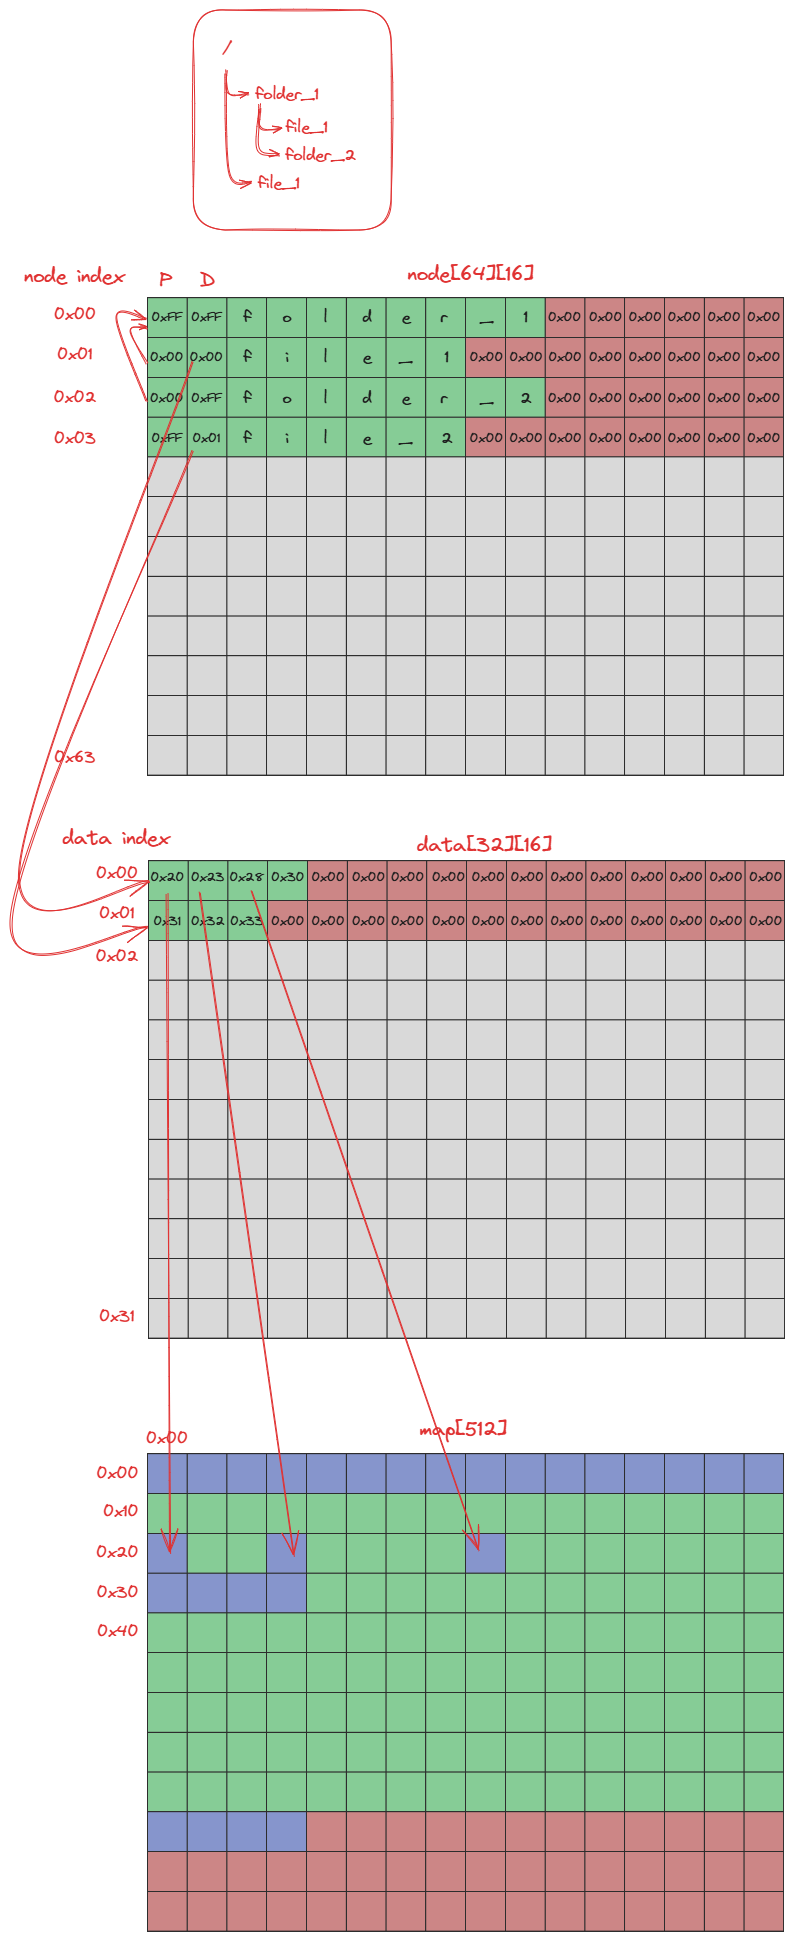 /
folder_1
file_1
folder_2
file_1
node index P D node[64][16]
0x00 0xFF 0xFF f o l d e r _ 1 0x00 0x00 0x00 0x00 0x00 0x00
0x01 0x00 0x00 f i l e _ 1 0x00 0x00 0x00 0x00 0x00 0x00 0x00 0x00
0x02 0x00 0xFF f o l d e r _ 2 0x00 0x00 0x00 0x00 0x00 0x00
0x03 0xFF 0x01 f i l e _ 2 0x00 0x00 0x00 0x00 0x00 0x00 0x00 0x00
0x63
data index data[32][16]
0x00 0x20 0x23 0x28 0x30 0x00 0x00 0x00 0x00 0x00 0x00 0x00 0x00 0x00 0x00 0x00 0x00
0x01 0x31 0x32 0x33 0x00 0x00 0x00 0x00 0x00 0x00 0x00 0x00 0x00 0x00 0x00 0x00 0x00
0x02
0x31
map[512]
0x00
0x00
0x10
0x20
0x30
0x40